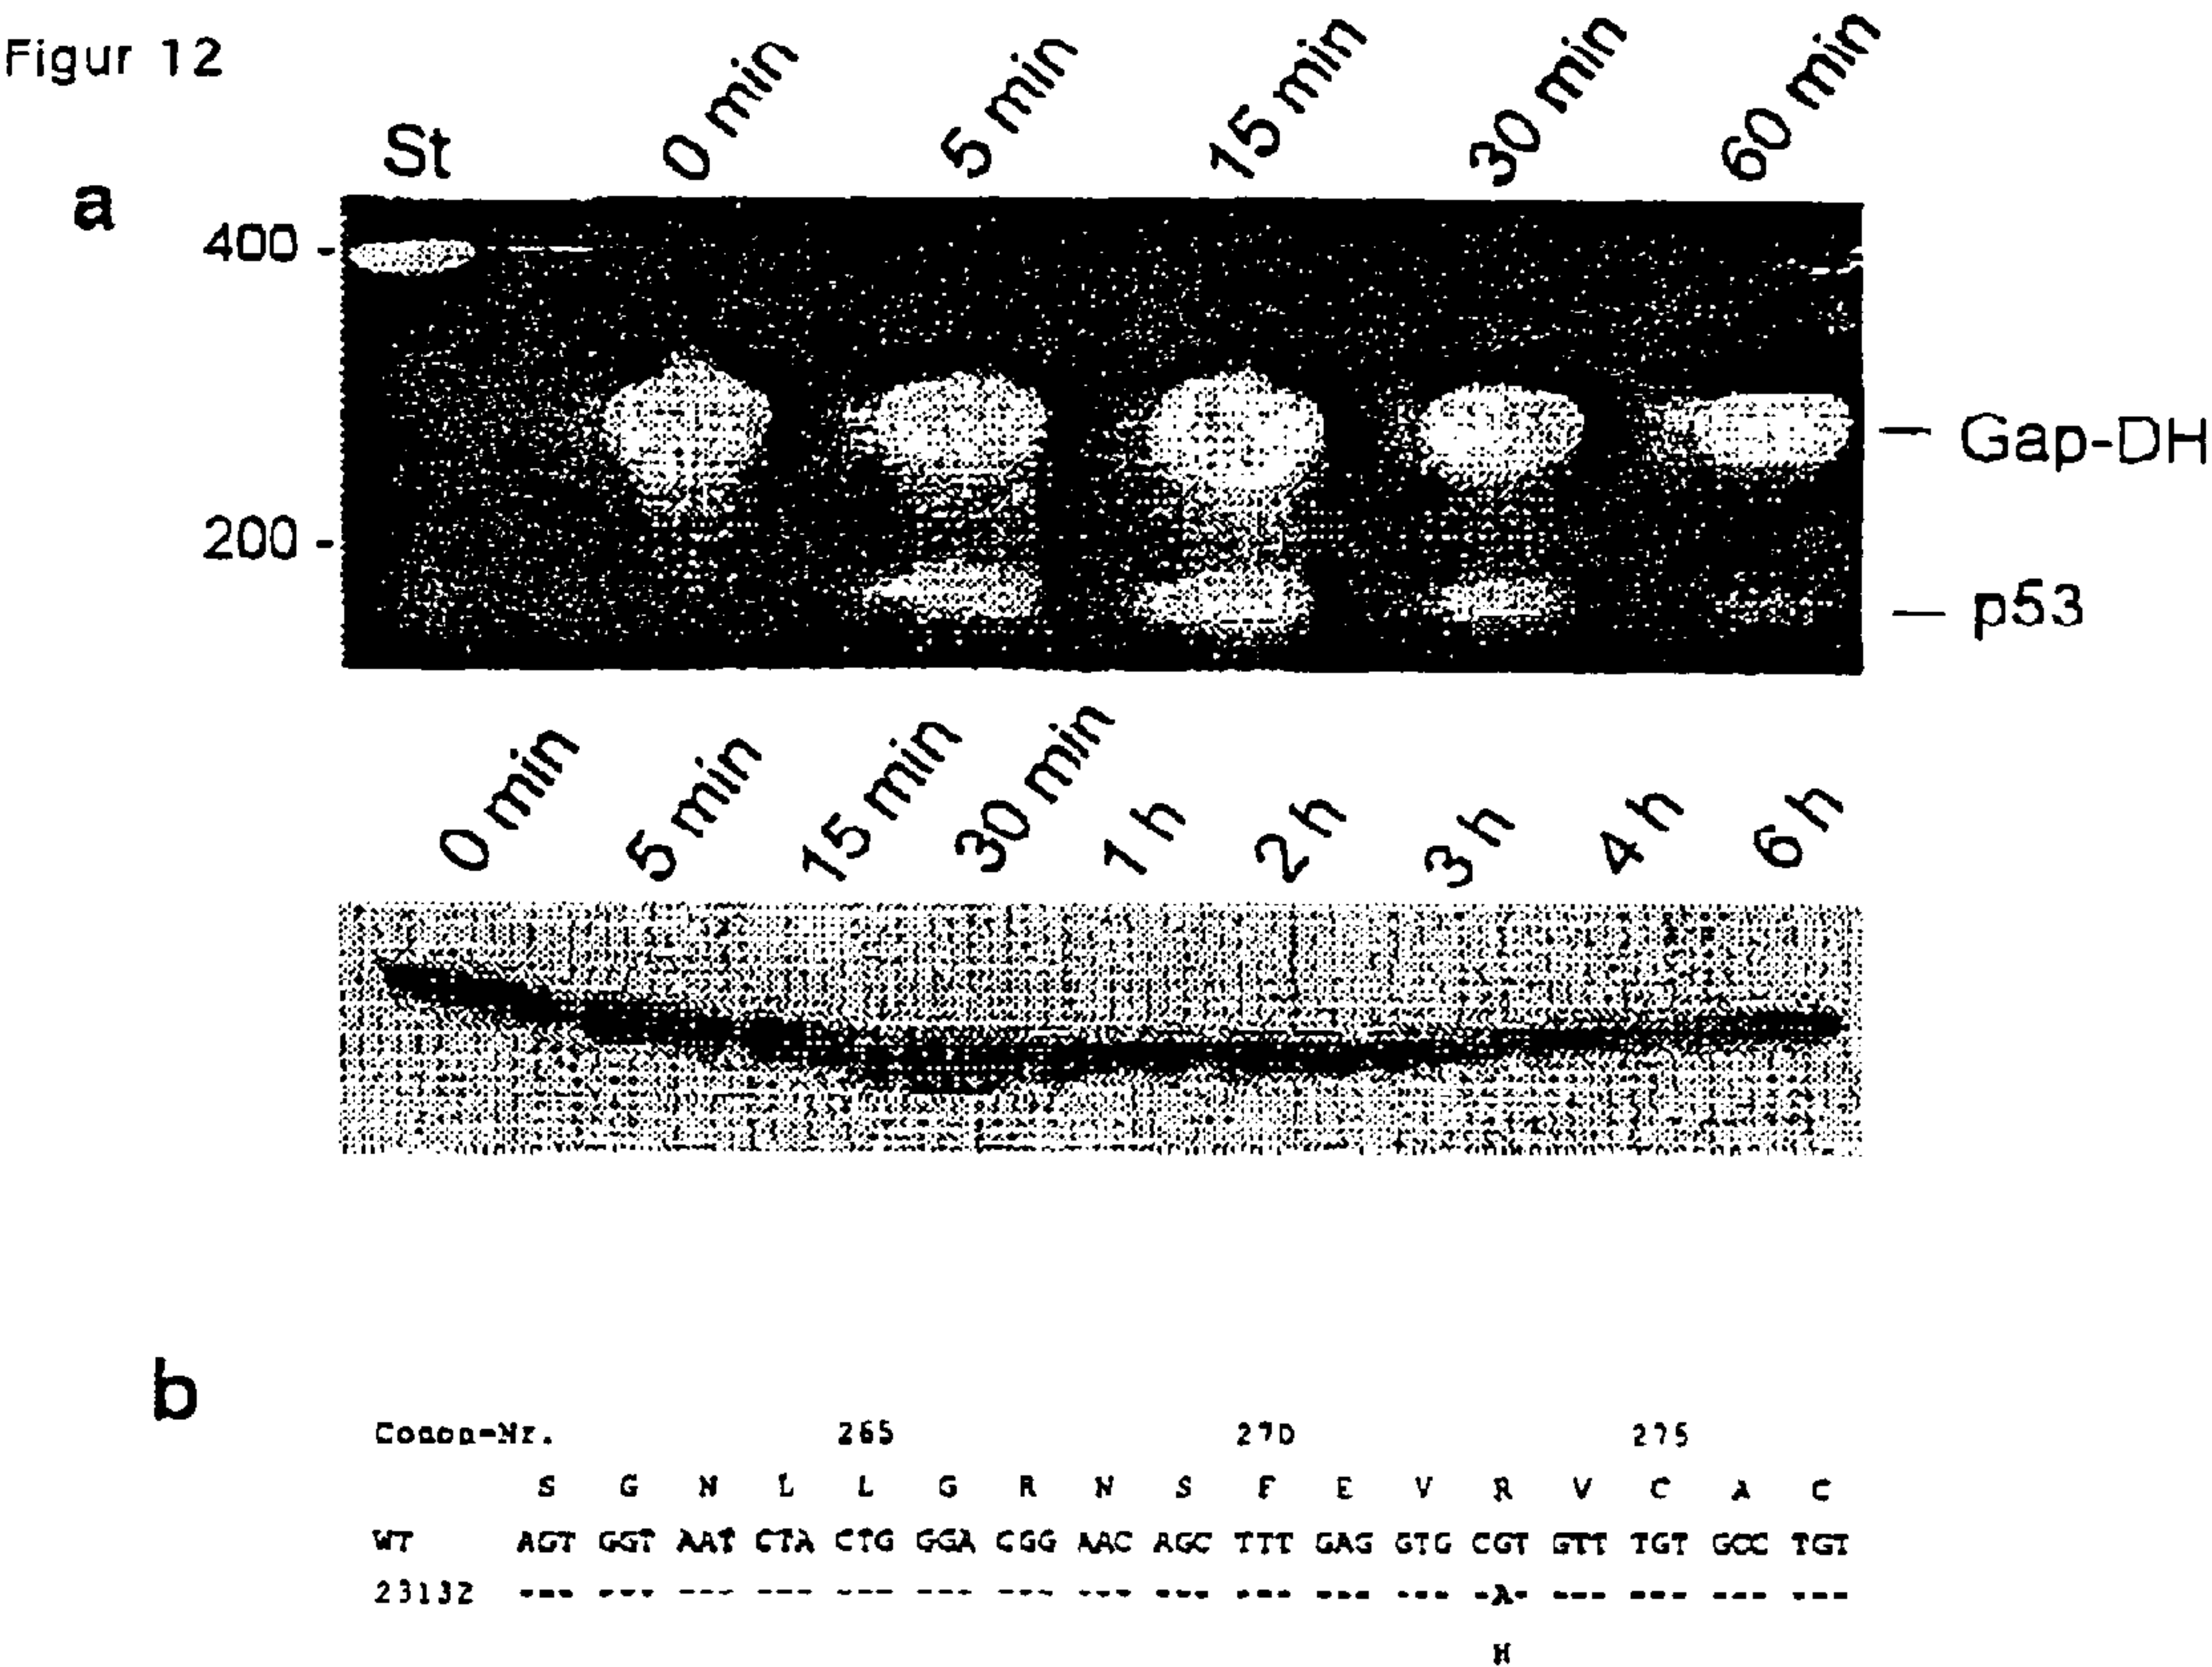 Figur 12
St 0 min 5 min 15 min 30 min 60 min
a
400 -
Gap-DH
200 -
p53
0 min 5 min 15 min 30 min 1 h 2 h 3 h 4 h 6 h
b
Codon-Nr. 265 270 275
S G N L L G R N S F E V R V C A C
WT AGT GGT AAT CTA CTG GGA CGG AAC AGC TTT GAG GTG CGT GTT TGT GCC TGT
23132 --- --- --- --- --- --- --- --- --- --- --- --- -A- --- --- --- ---
H